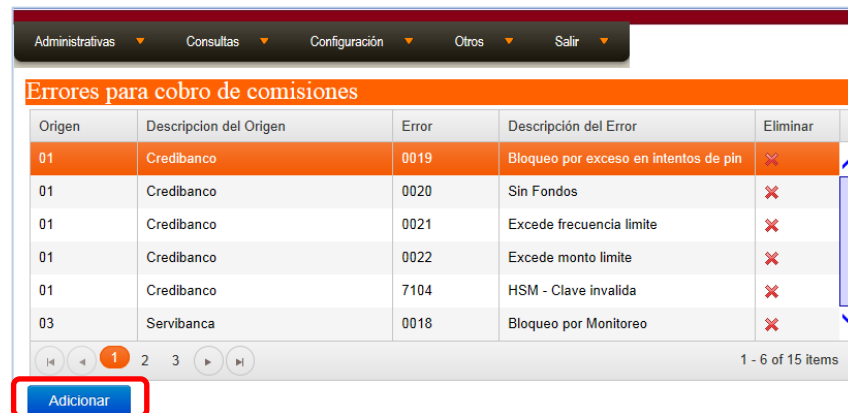 Administrativas Consultas Configuración Otros Salir
Errores para cobro de comisiones
Origen Descripcion del Origen Error Descripción del Error Eliminar
01 Credibanco 0019 Bloqueo por exceso en intentos de pin
01 Credibanco 0020 Sin Fondos
01 Credibanco 0021 Excede frecuencia limite
01 Credibanco 0022 Excede monto limite
01 Credibanco 7104 HSM - Clave invalida
03 Servibanca 0018 Bloqueo por Monitoreo
1 2 3 1 - 6 of 15 items
Adicionar